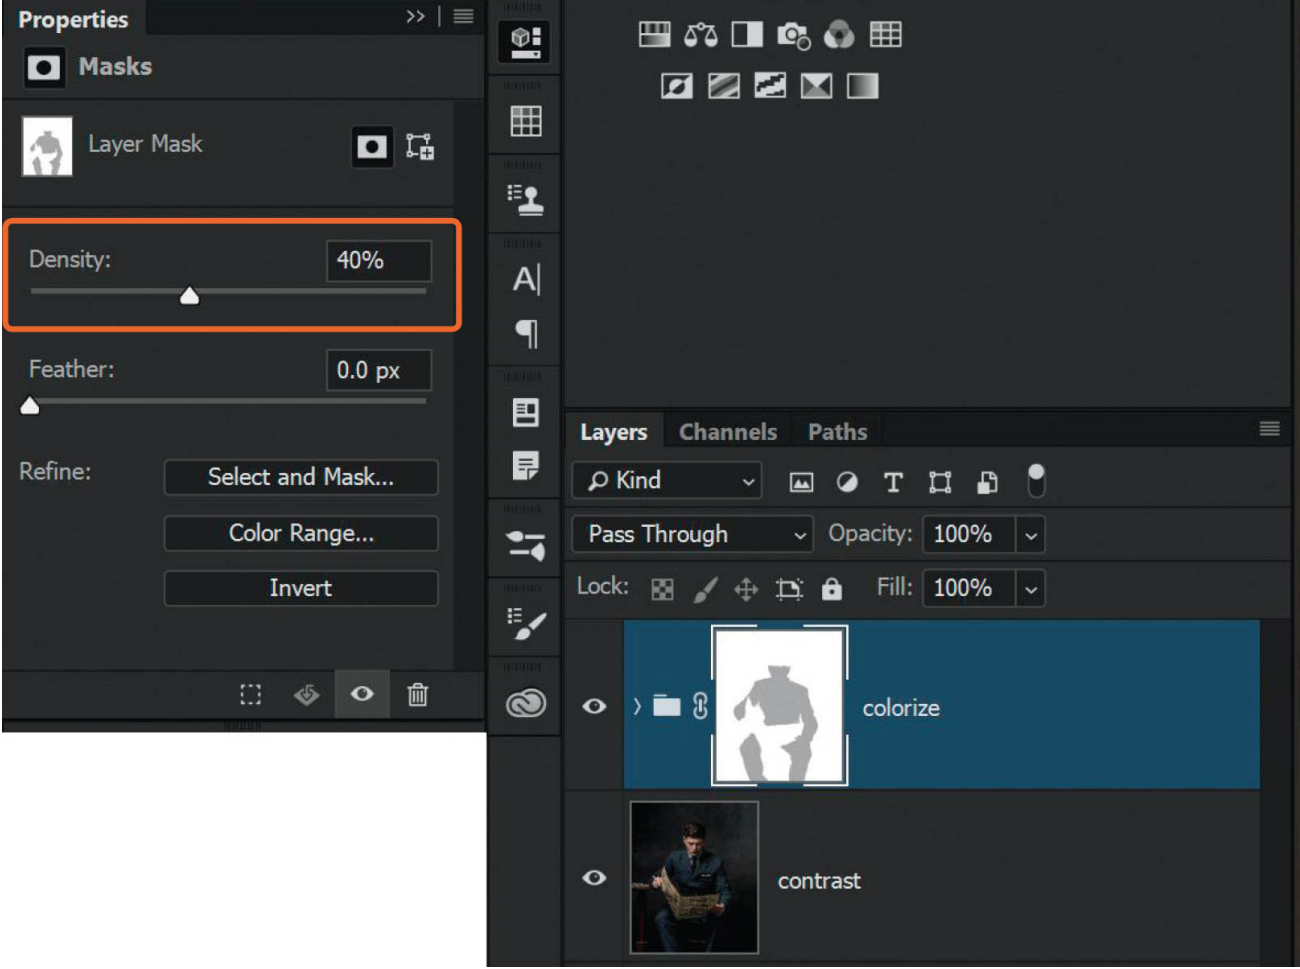 Properties
Masks
Layer Mask
Density:
40%
Feather:
0.0 px
Refine:
Select and Mask...
Color Range...
Invert
A
Layers Channels Paths
Kind
T
Pass Through
Opacity: 100%
Lock:
Fill: 100%
colorize
contrast